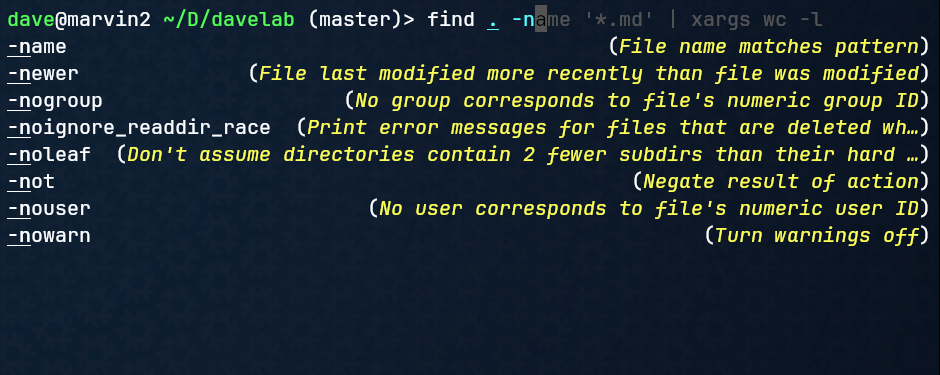 dave@marvin2 ~/D/davelab (master)> find . -name '*.md' | xargs wc -l
-name (File name matches pattern)
-newer (File last modified more recently than file was modified)
-nogroup (No group corresponds to file's numeric group ID)
-noignore_readdir_race (Print error messages for files that are deleted wh…)
-noleaf (Don't assume directories contain 2 fewer subdirs than their hard …)
-not (Negate result of action)
-nouser (No user corresponds to file's numeric user ID)
-nowarn (Turn warnings off)